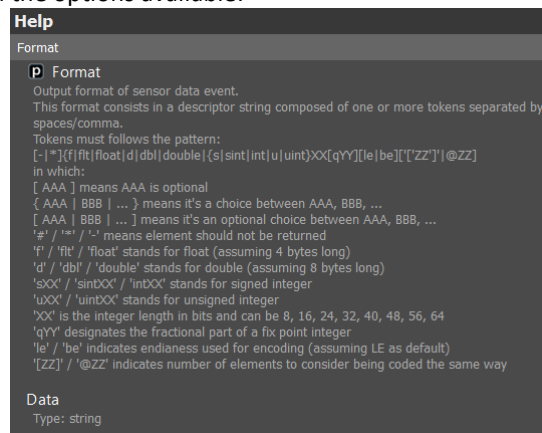 the options available.
Help
Format
p Format
Output format of sensor data event.
This format consists in a descriptor string composed of one or more tokens separated by
spaces/comma.
Tokens must follows the pattern:
[-|*]{f|flt|float|d|dbl|double|{s|sint|int|u|uint}XX[qYY][le|be]['['ZZ']'|@ZZ]
in which:
[ AAA ] means AAA is optional
{ AAA | BBB | ... } means it's a choice between AAA, BBB, ...
[ AAA | BBB | ... ] means it's an optional choice between AAA, BBB, ...
'#' / '*' / '-' means element should not be returned
'f' / 'flt' / 'float' stands for float (assuming 4 bytes long)
'd' / 'dbl' / 'double' stands for double (assuming 8 bytes long)
'sXX' / 'sintXX' / 'intXX' stands for signed integer
'uXX' / 'uintXX' stands for unsigned integer
'XX' is the integer length in bits and can be 8, 16, 24, 32, 40, 48, 56, 64
'qYY' designates the fractional part of a fix point integer
'le' / 'be' indicates endianess used for encoding (assuming LE as default)
'[ZZ]' / '@ZZ' indicates number of elements to consider being coded the same way
Data
Type: string